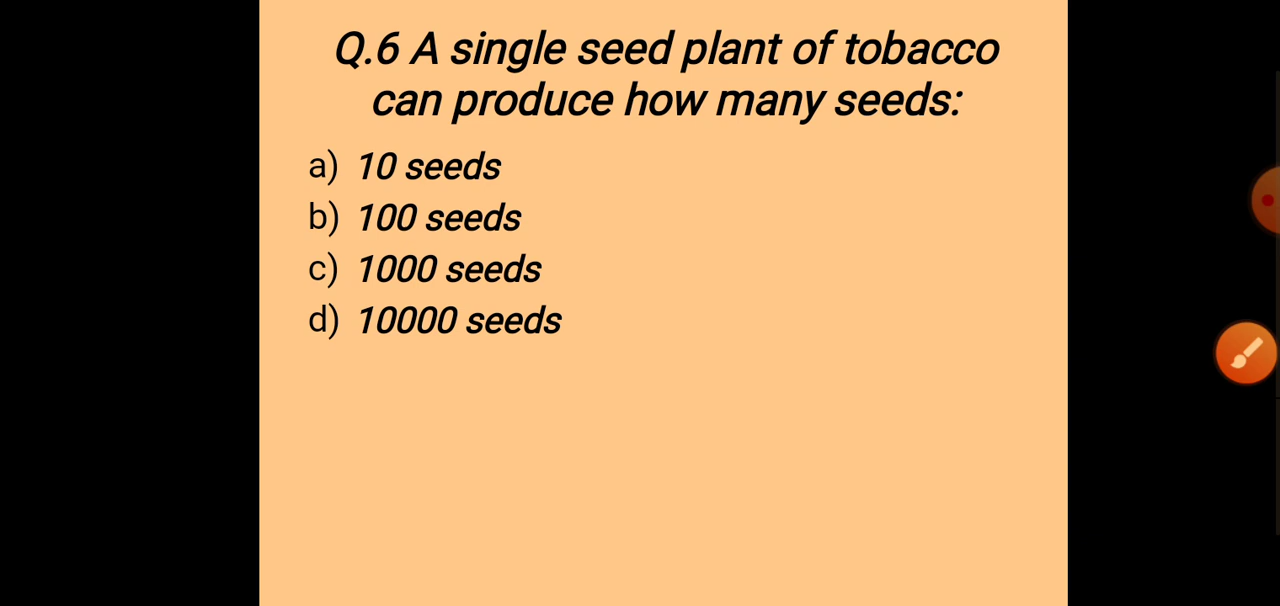 Q.6 A single seed plant of tobacco
can produce how many seeds:
a) 10 seeds
b) 100 seeds
c) 1000 seeds
d) 10000 seeds